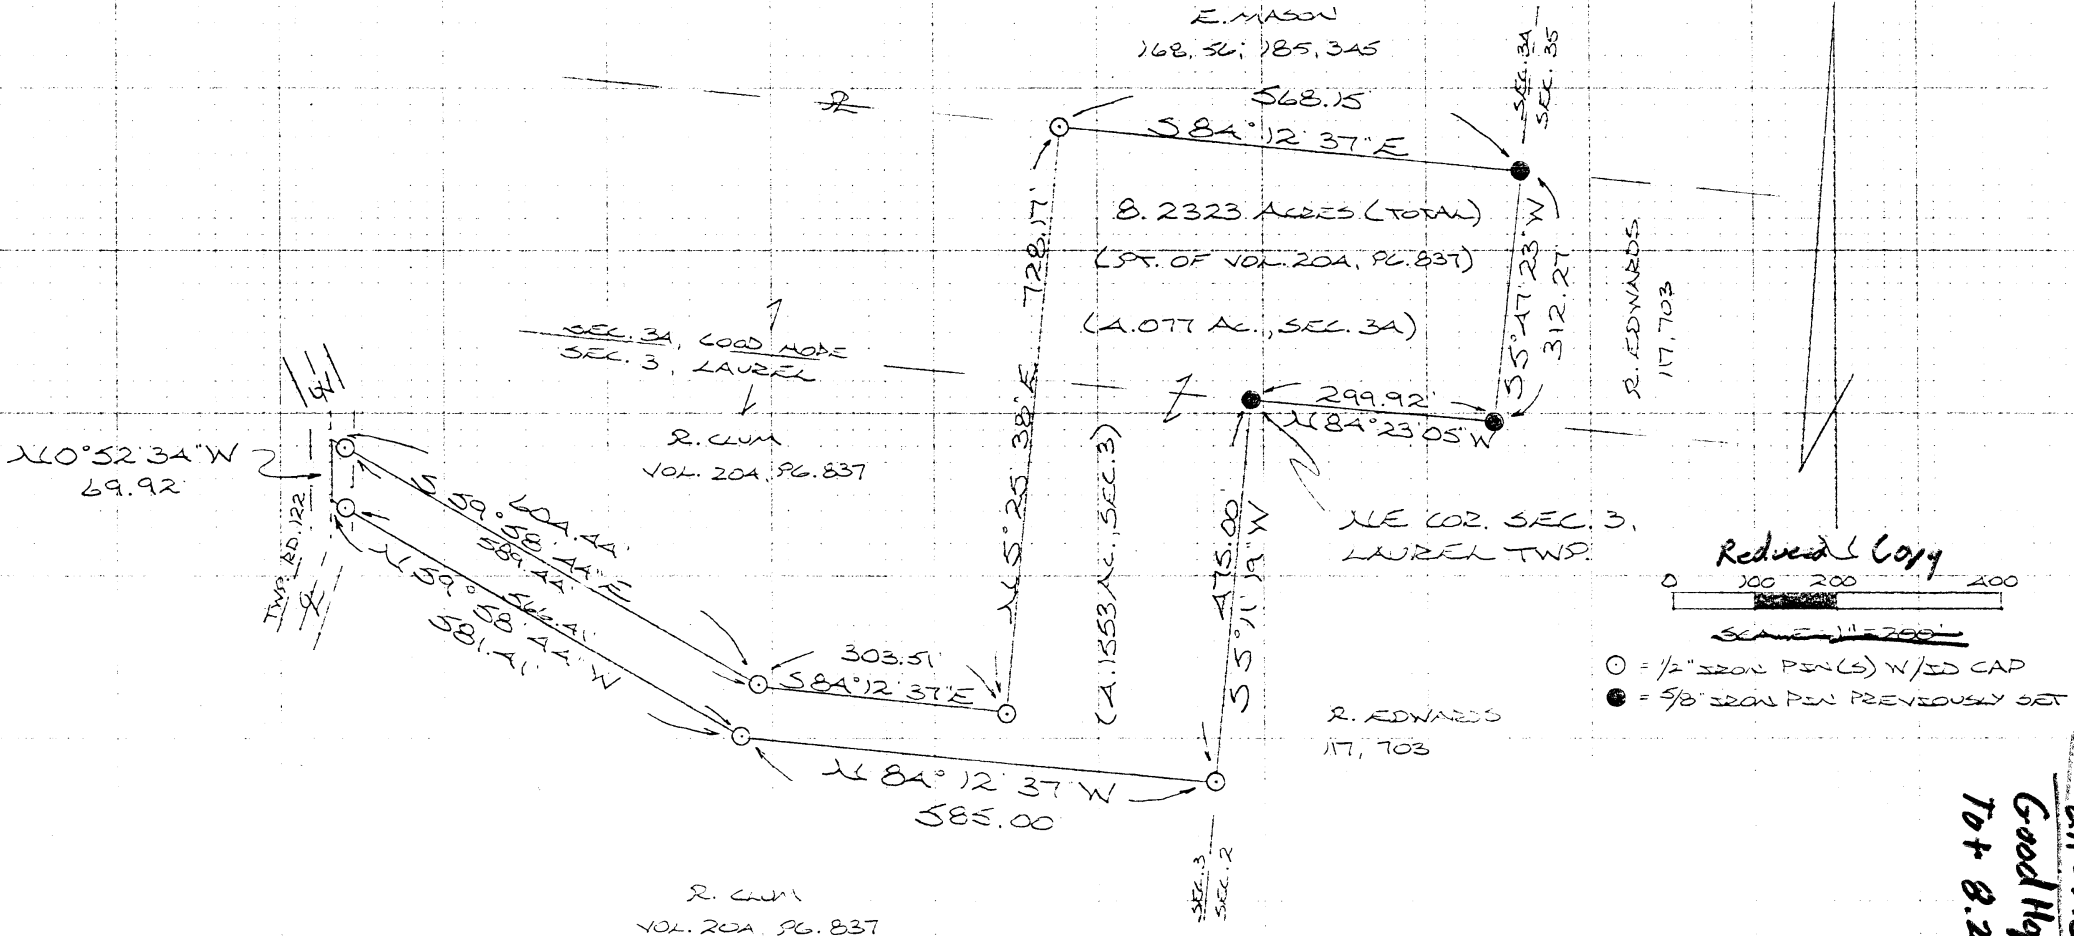 E. MASON
168, 56; 185, 345
SEC. 34
SEC. 35
PL
568.15
S 84° 12' 37" E
728.17'
N 5° 25' 38" E
8.2323 ACRES (TOTAL)
(PT. OF VOL. 204, PG. 837)
(4.077 AC., SEC. 34)
S 5° 47' 23" W
312.27
R. EDWARDS
117, 703
SEC. 34, GOOD HOPE
SEC. 3, LAUREL
299.92'
N 84° 23' 05" W
N 0° 52' 34" W
69.92
R. CLUM
VOL. 204, PG. 837
TWP. RD. 122
604.44'
S 59° 58' 44" E
589.44'
566.41'
N 59° 58' 44" W
581.41'
303.51'
S 84° 12' 37" E
(4.1553 AC., SEC. 3)
475.00'
S 5° 11' 19" W
NE COR. SEC. 3,
LAUREL TWP.
Reduced Copy
0 100 200 400
SCALE - 1" = 200'
= 1/2" IRON PIN(S) W/ID CAP
= 5/8" IRON PIN PREVIOUSLY SET
R. EDWARDS
117, 703
N 84° 12' 37" W
585.00
SEC. 3
SEC. 2
R. CLUM
VOL. 204 PG. 837
Good Ho
Tot 8.2